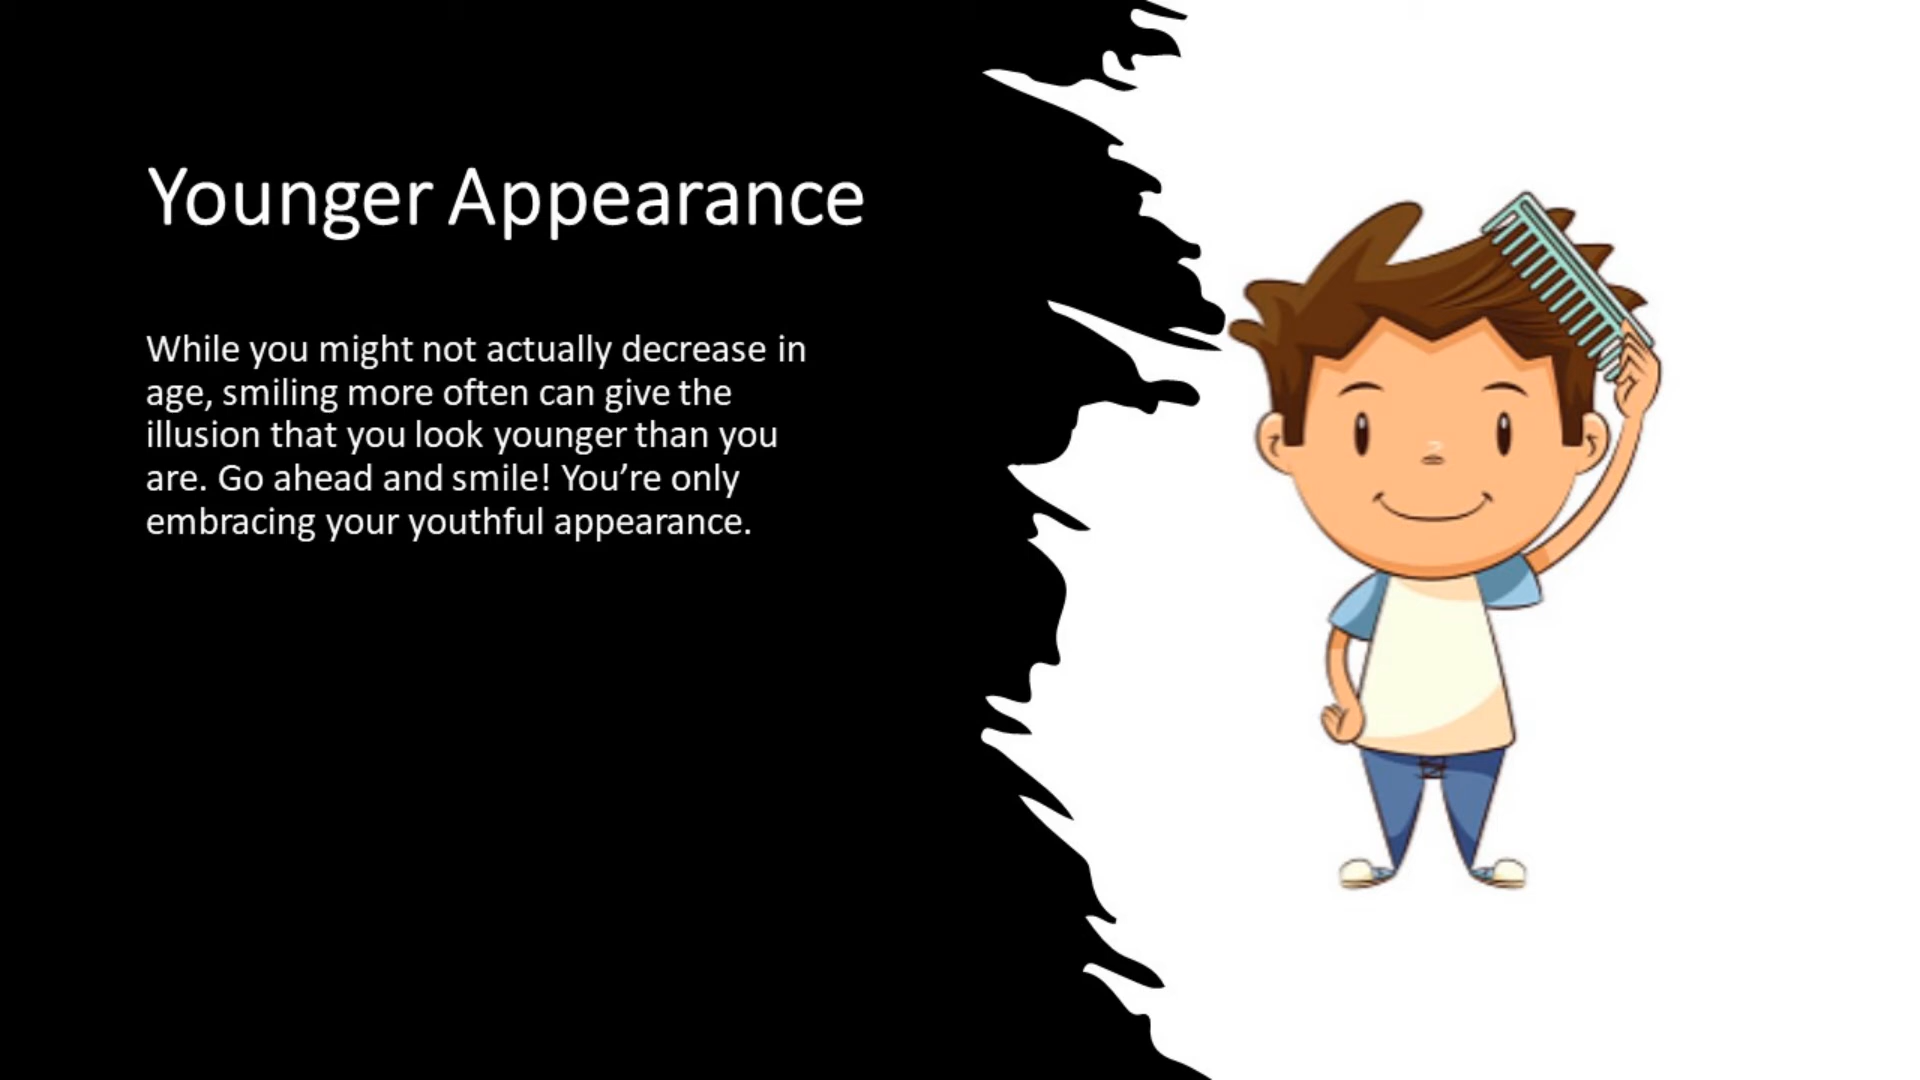 Younger Appearance
While you might not actually decrease in
age, smiling more often can give the
illusion that you look younger than you
are. Go ahead and smile! You’re only
embracing your youthful appearance.